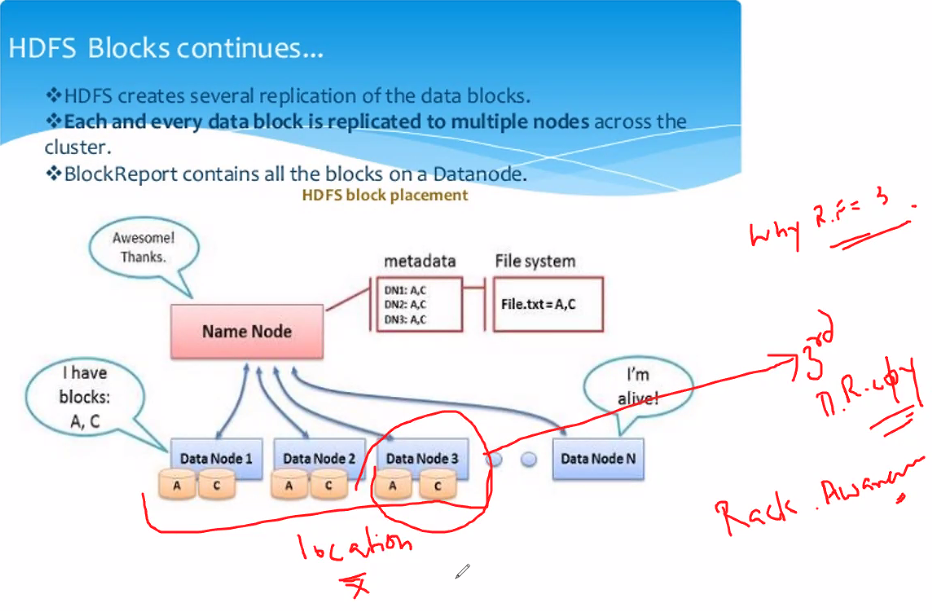 HDFS Blocks continues...
❖HDFS creates several replication of the data blocks.
❖Each and every data block is replicated to multiple nodes across the
cluster.
❖BlockReport contains all the blocks on a Datanode.
HDFS block placement
Awesome!
Thanks.
metadata
File system
DN1: A,C
DN2: A,C
DN3: A,C
File.txt = A,C
Name Node
I have
blocks:
A, C
I'm
alive!
Data Node 1
Data Node 2
Data Node 3
Data Node N
A C
A C
A C
Why R.F = 3
3rd
D.R. copy
Rack Awareness
location
x